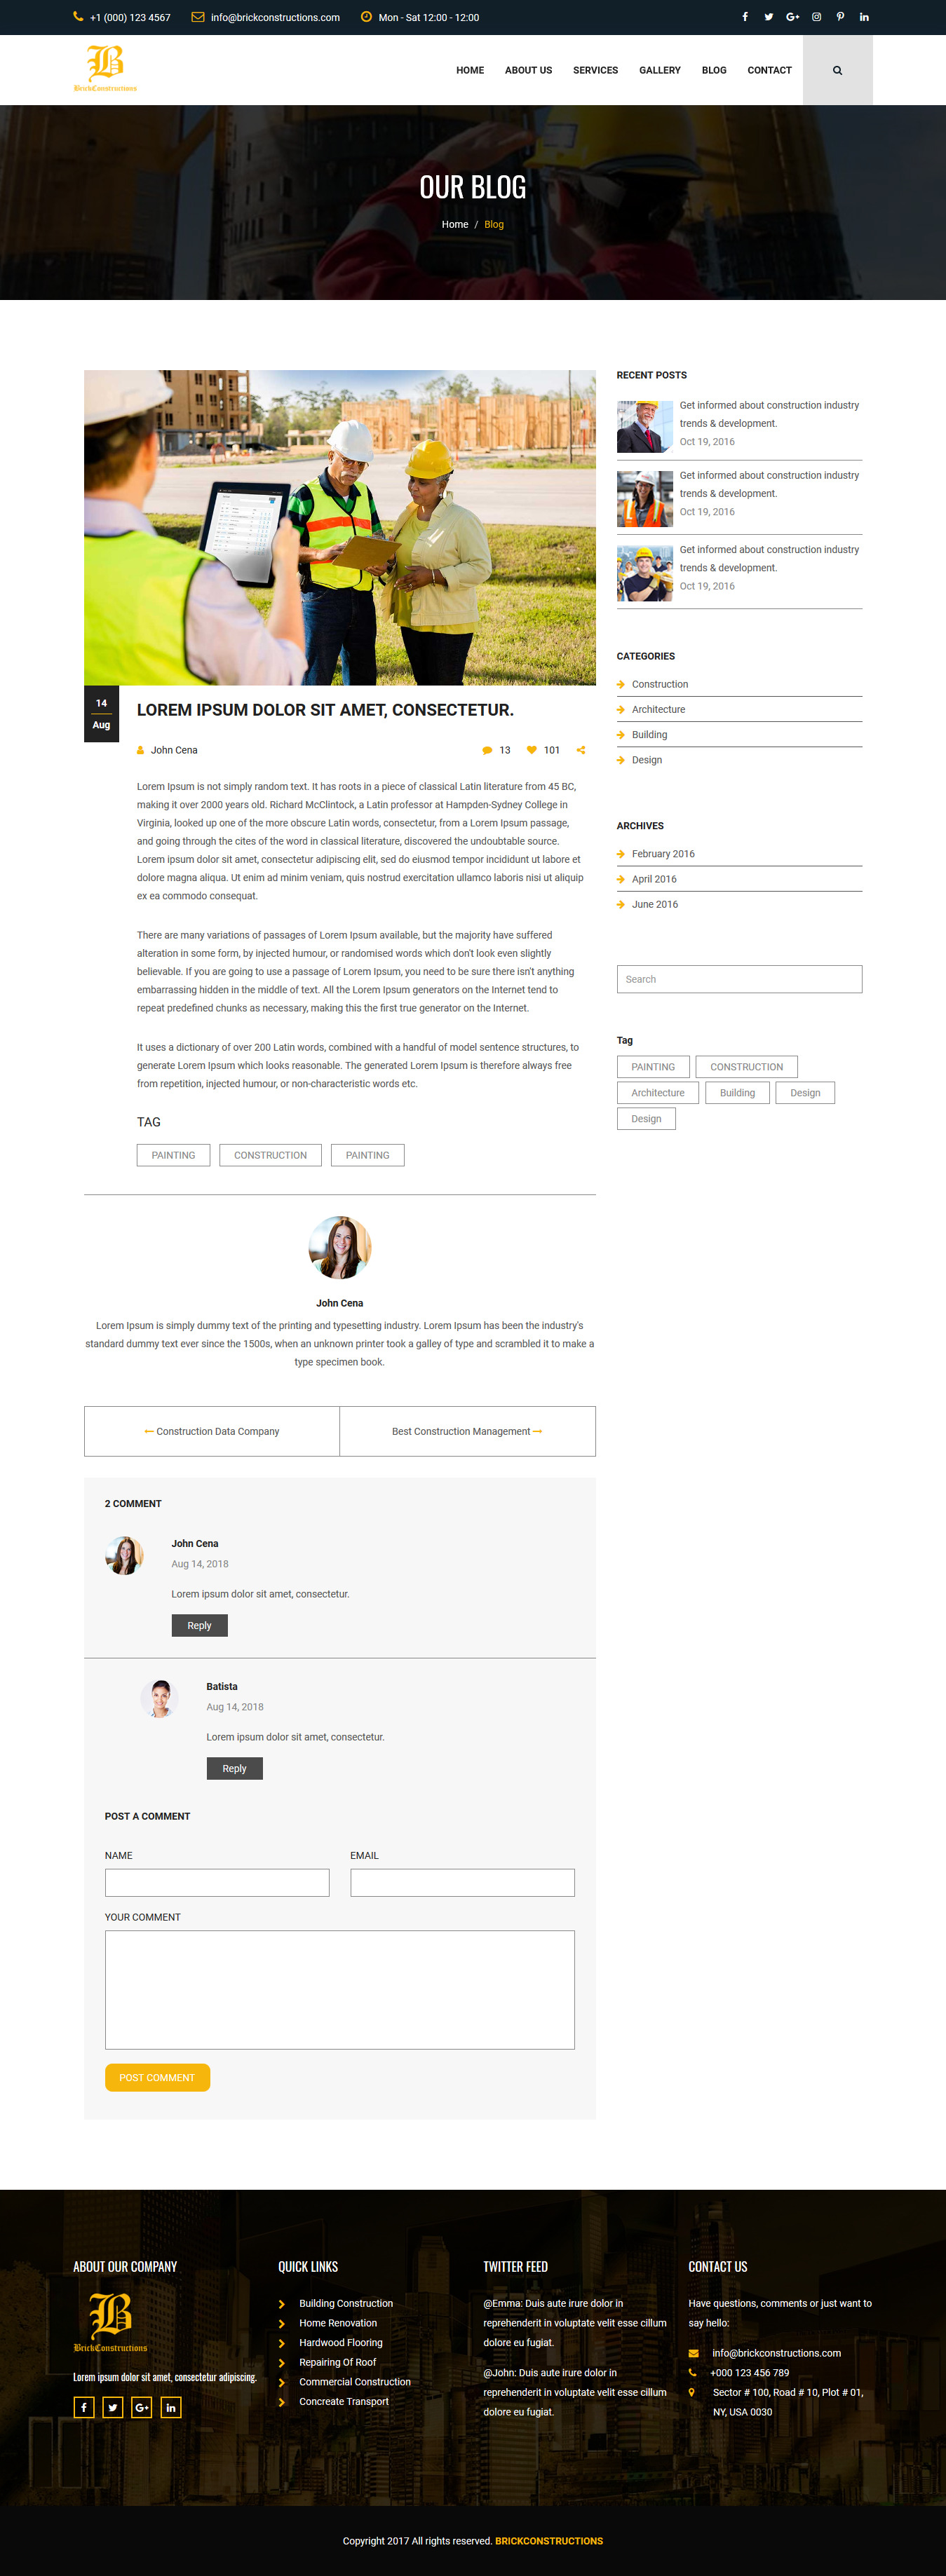 +1 (000) 123 4567 info@brickconstructions.com Mon - Sat 12:00 - 12:00
B
BrickConstructions
HOME ABOUT US SERVICES GALLERY BLOG CONTACT
OUR BLOG
Home / Blog
14
Aug
LOREM IPSUM DOLOR SIT AMET, CONSECTETUR.
John Cena 13 101
Lorem Ipsum is not simply random text. It has roots in a piece of classical Latin literature from 45 BC,
making it over 2000 years old. Richard McClintock, a Latin professor at Hampden-Sydney College in
Virginia, looked up one of the more obscure Latin words, consectetur, from a Lorem Ipsum passage,
and going through the cites of the word in classical literature, discovered the undoubtable source.
Lorem ipsum dolor sit amet, consectetur adipiscing elit, sed do eiusmod tempor incididunt ut labore et
dolore magna aliqua. Ut enim ad minim veniam, quis nostrud exercitation ullamco laboris nisi ut aliquip
ex ea commodo consequat.
There are many variations of passages of Lorem Ipsum available, but the majority have suffered
alteration in some form, by injected humour, or randomised words which don't look even slightly
believable. If you are going to use a passage of Lorem Ipsum, you need to be sure there isn't anything
embarrassing hidden in the middle of text. All the Lorem Ipsum generators on the Internet tend to
repeat predefined chunks as necessary, making this the first true generator on the Internet.
It uses a dictionary of over 200 Latin words, combined with a handful of model sentence structures, to
generate Lorem Ipsum which looks reasonable. The generated Lorem Ipsum is therefore always free
from repetition, injected humour, or non-characteristic words etc.
TAG
PAINTING CONSTRUCTION PAINTING
John Cena
Lorem Ipsum is simply dummy text of the printing and typesetting industry. Lorem Ipsum has been the industry's
standard dummy text ever since the 1500s, when an unknown printer took a galley of type and scrambled it to make a
type specimen book.
Construction Data Company
Best Construction Management
2 COMMENT
John Cena
Aug 14, 2018
Lorem ipsum dolor sit amet, consectetur.
Reply
Batista
Aug 14, 2018
Lorem ipsum dolor sit amet, consectetur.
Reply
POST A COMMENT
NAME EMAIL
YOUR COMMENT
POST COMMENT
RECENT POSTS
Get informed about construction industry
trends & development.
Oct 19, 2016
Get informed about construction industry
trends & development.
Oct 19, 2016
Get informed about construction industry
trends & development.
Oct 19, 2016
CATEGORIES
Construction
Architecture
Building
Design
ARCHIVES
February 2016
April 2016
June 2016
Search
Tag
PAINTING CONSTRUCTION
Architecture Building Design
Design
ABOUT OUR COMPANY
B
BrickConstructions
Lorem ipsum dolor sit amet, consectetur adipiscing.
QUICK LINKS
Building Construction
Home Renovation
Hardwood Flooring
Repairing Of Roof
Commercial Construction
Concreate Transport
TWITTER FEED
@Emma: Duis aute irure dolor in
reprehenderit in voluptate velit esse cillum
dolore eu fugiat.
@John: Duis aute irure dolor in
reprehenderit in voluptate velit esse cillum
dolore eu fugiat.
CONTACT US
Have questions, comments or just want to
say hello:
info@brickconstructions.com
+000 123 456 789
Sector # 100, Road # 10, Plot # 01,
NY, USA 0030
Copyright 2017 All rights reserved. BRICKCONSTRUCTIONS